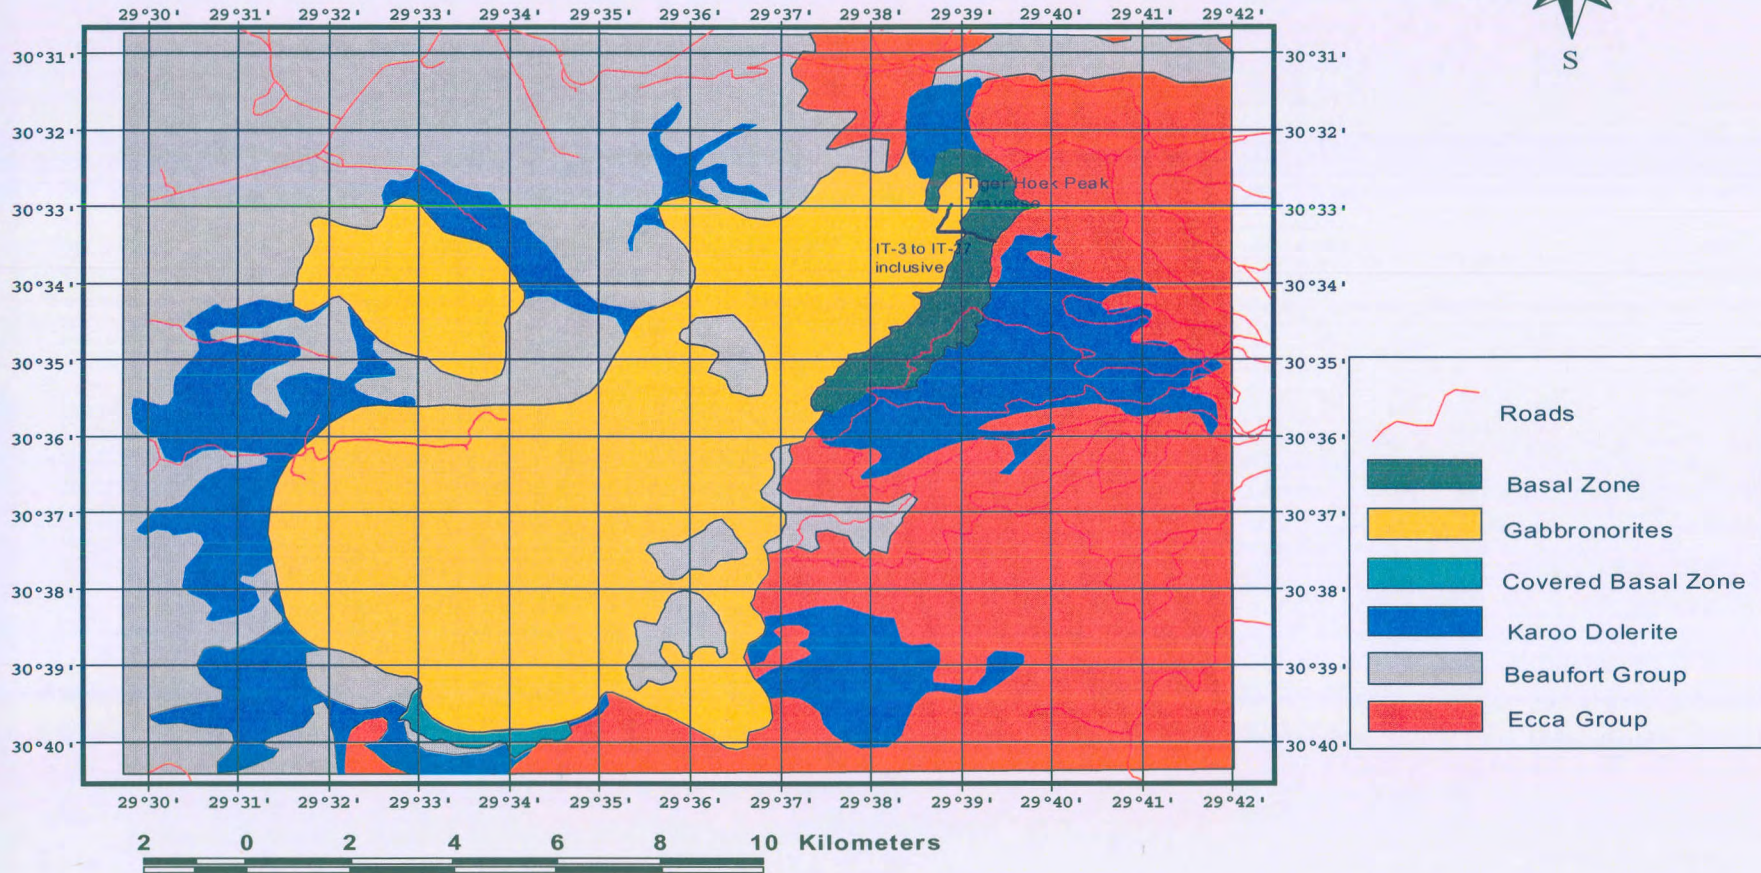 29°30' 29°31' 29°32' 29°33' 29°34' 29°35' 29°36' 29°37' 29°38' 29°39' 29°40' 29°41' 29°42'
S
30°31' 30°31'
30°32' 30°32'
Tiger Hoek Peak
Traverse
30°33' 30°33'
IT-3 to IT-27
inclusive
30°34' 30°34'
30°35' 30°35'
30°36' 30°36'
30°37' 30°37'
30°38' 30°38'
30°39' 30°39'
30°40' 30°40'
Roads
Basal Zone
Gabbronorites
Covered Basal Zone
Karoo Dolerite
Beaufort Group
Ecca Group
29°30' 29°31' 29°32' 29°33' 29°34' 29°35' 29°36' 29°37' 29°38' 29°39' 29°40' 29°41' 29°42'
2 0 2 4 6 8 10 Kilometers